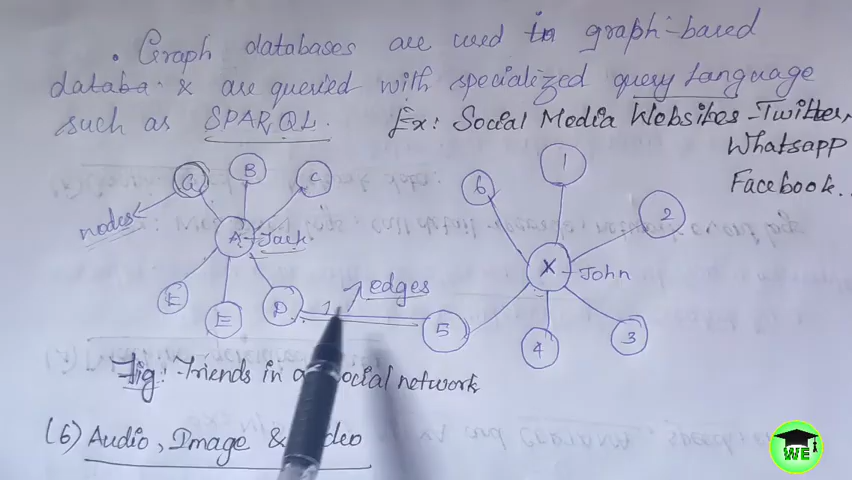 . Graph databases are used in graph-based
databa & are queried with specialized query Language
such as SPARQL. Ex: Social Media Websites - Twitter,
Whatsapp
Facebook..
G B C
nodes
A - Jack.
E E D
edges
6 1 2
X - John
5 4 3
Fig: Friends in a social network
(6) Audio, Image & Video
WE